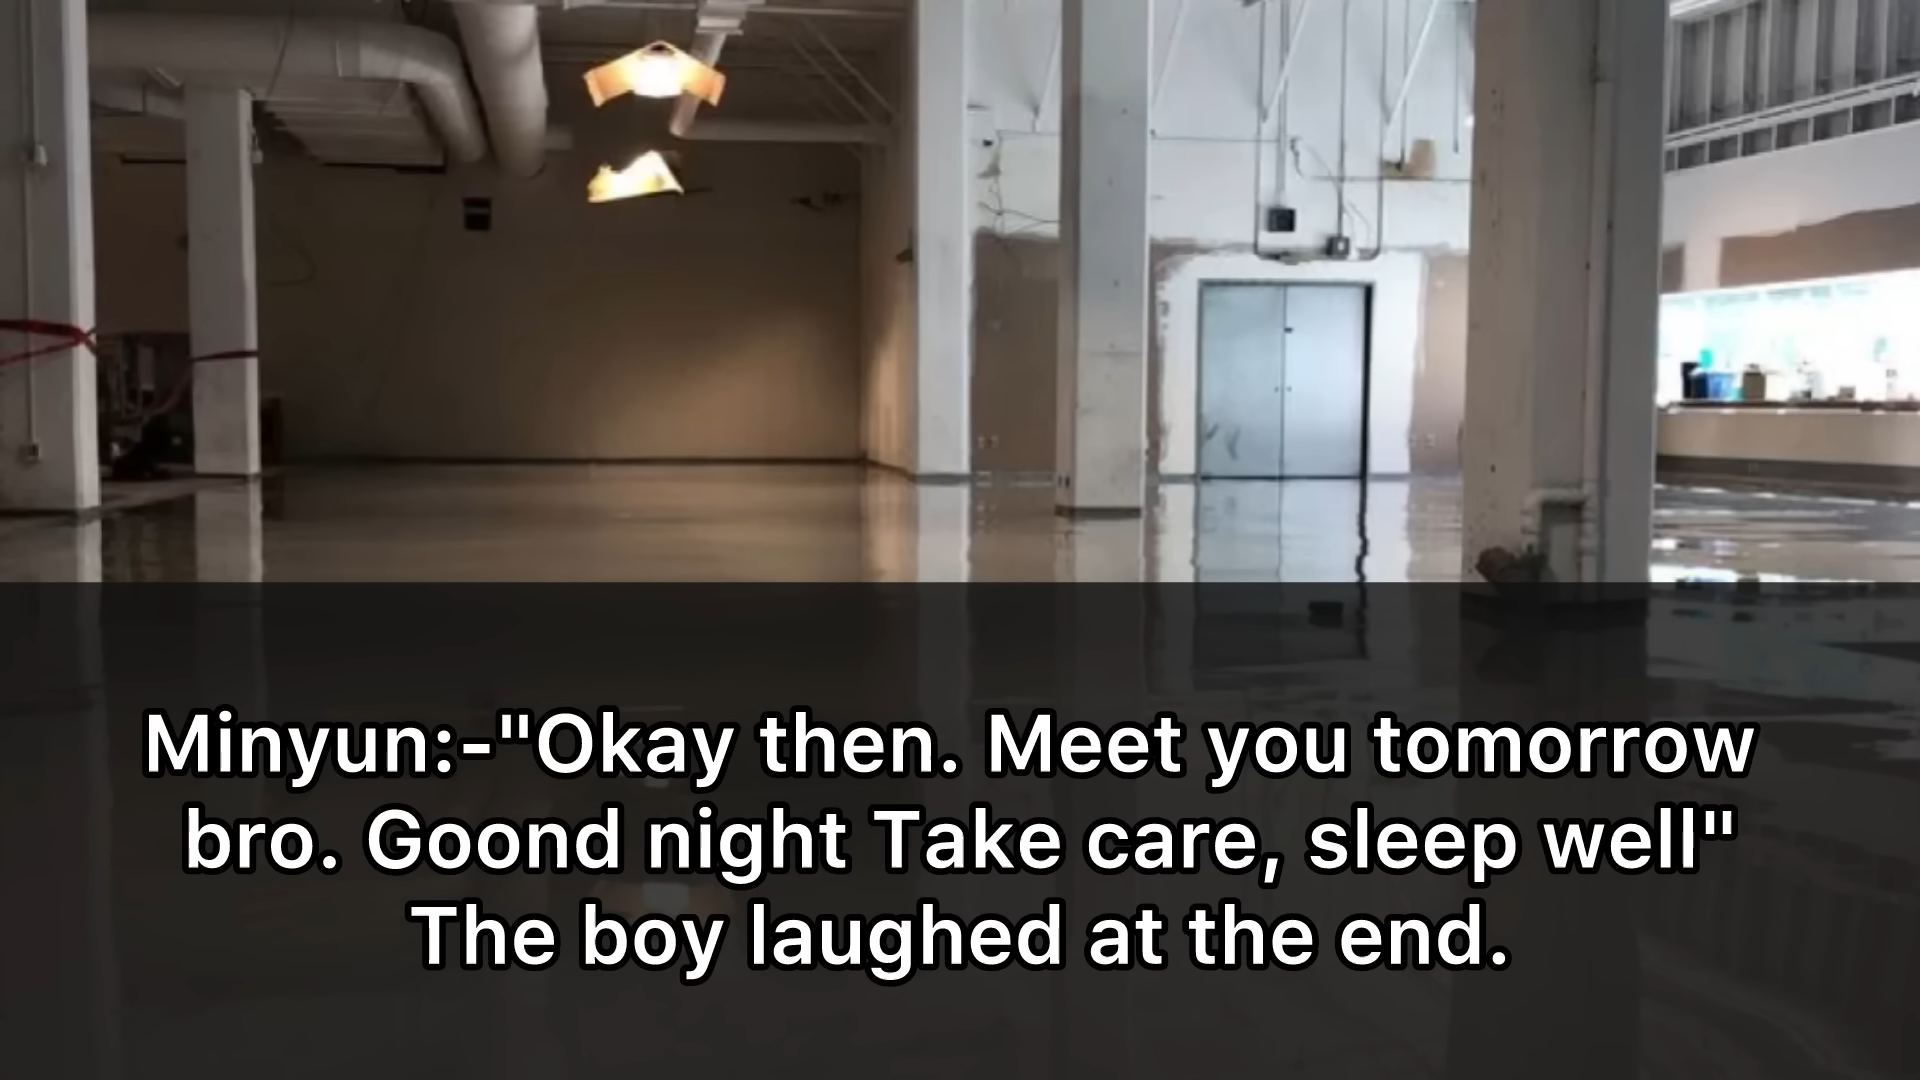 Minyun:-"Okay then. Meet you tomorrow
bro. Goond night Take care, sleep well"
The boy laughed at the end.